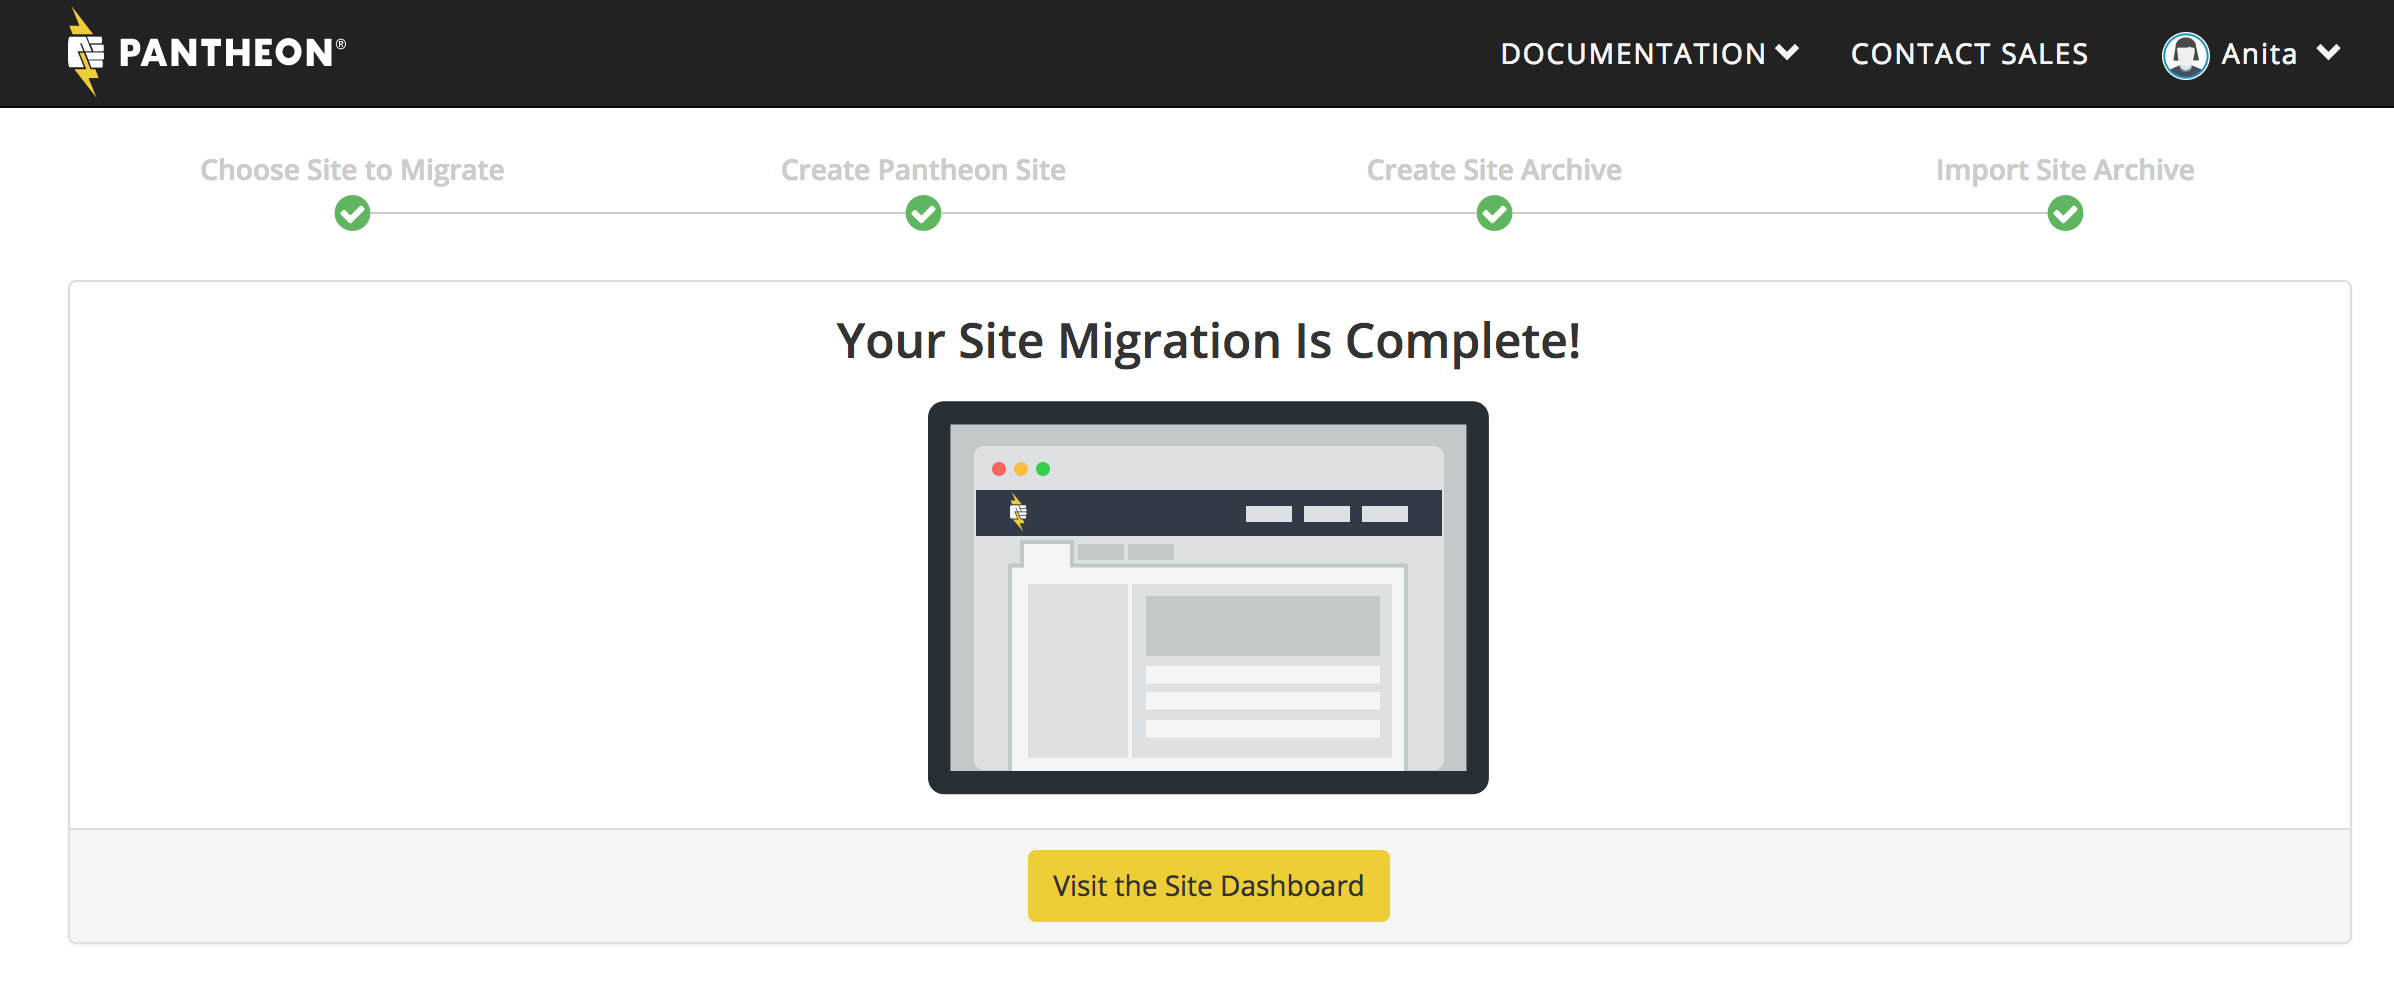 PANTHEON®
DOCUMENTATION
CONTACT SALES
Anita
Choose Site to Migrate
Create Pantheon Site
Create Site Archive
Import Site Archive
Your Site Migration Is Complete!
Visit the Site Dashboard